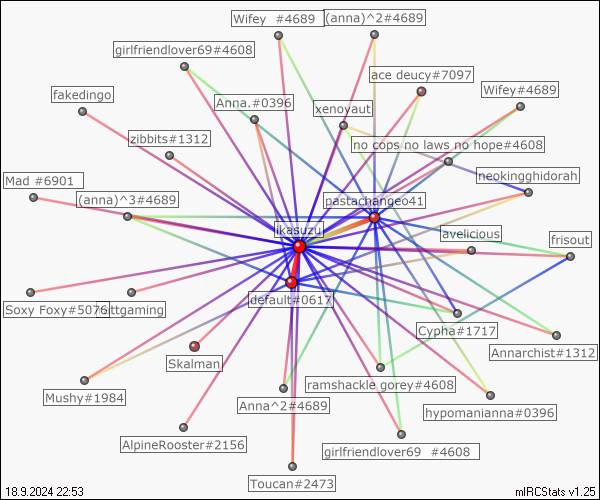 Wifey #4689
(anna)^2#4689
girlfriendlover69#4608
ace deucy#7097
fakedingo
Anna.#0396
xenoyaut
Wifey#4689
zibbits#1312
no cops no laws no hope#4608
Mad #6901
(anna)^3#4689
pastachangeo41
neokingghidorah
ikasuzu
avelicious
frisout
default#0617
Soxy Foxy#5076
Cypha#1717
Annarchist#1312
Skalman
ramshackle gorey#4608
Mushy#1984
Anna^2#4689
hypomanianna#0396
AlpineRooster#2156
girlfriendlover69 #4608
Toucan#2473
18.9.2024 22:53
mIRCStats v1.25